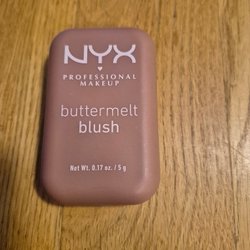 NYX
PROFESSIONAL
MAKEUP
buttermelt
blush
Net Wt. 0.17 oz. / 5 g